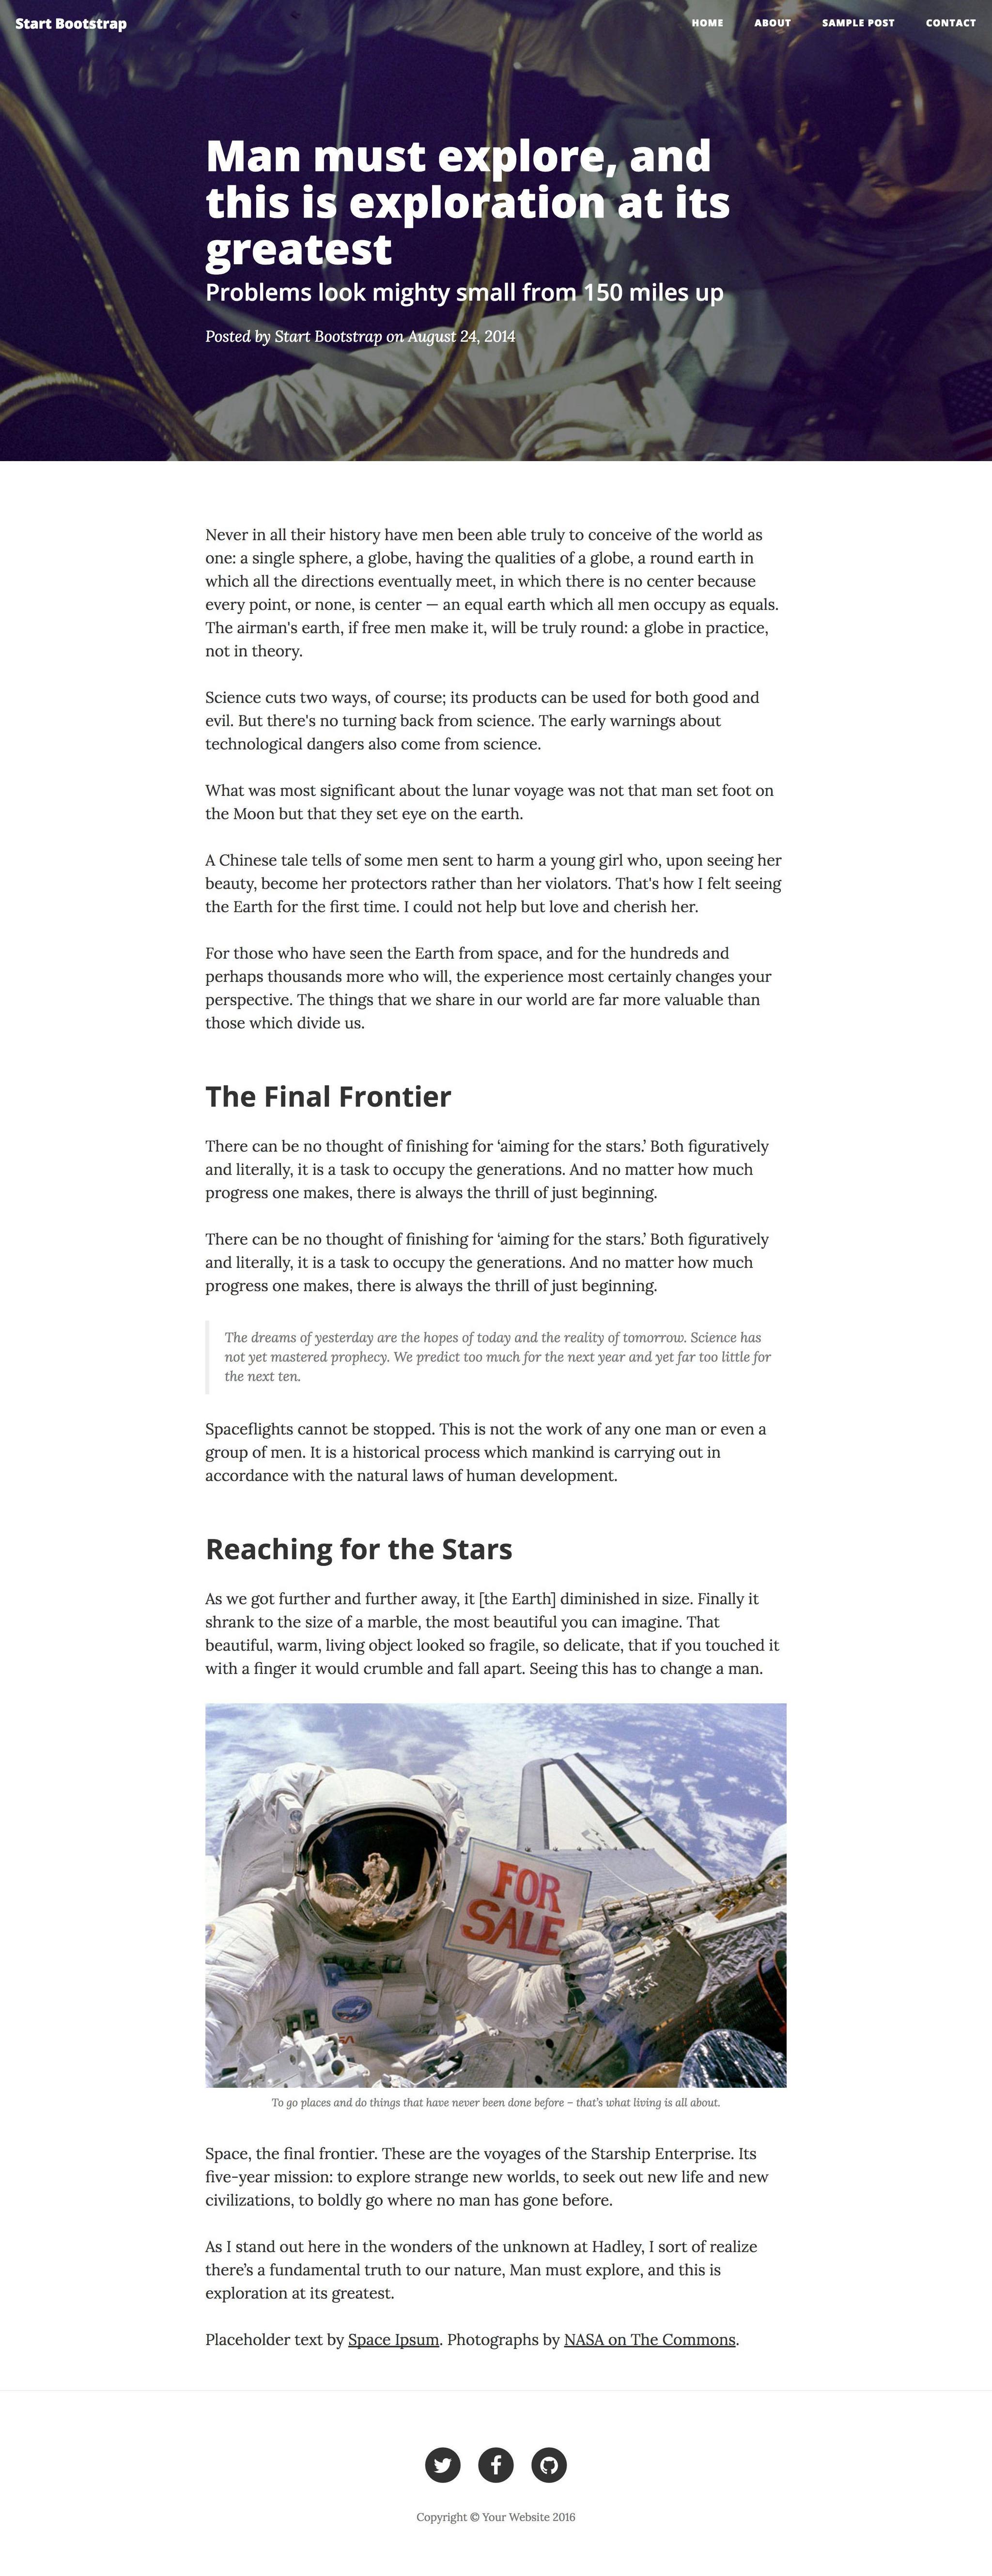 Start Bootstrap
HOME ABOUT SAMPLE POST CONTACT
Man must explore, and
this is exploration at its
greatest
Problems look mighty small from 150 miles up
Posted by Start Bootstrap on August 24, 2014
Never in all their history have men been able truly to conceive of the world as
one: a single sphere, a globe, having the qualities of a globe, a round earth in
which all the directions eventually meet, in which there is no center because
every point, or none, is center — an equal earth which all men occupy as equals.
The airman's earth, if free men make it, will be truly round: a globe in practice,
not in theory.
Science cuts two ways, of course; its products can be used for both good and
evil. But there's no turning back from science. The early warnings about
technological dangers also come from science.
What was most significant about the lunar voyage was not that man set foot on
the Moon but that they set eye on the earth.
A Chinese tale tells of some men sent to harm a young girl who, upon seeing her
beauty, become her protectors rather than her violators. That's how I felt seeing
the Earth for the first time. I could not help but love and cherish her.
For those who have seen the Earth from space, and for the hundreds and
perhaps thousands more who will, the experience most certainly changes your
perspective. The things that we share in our world are far more valuable than
those which divide us.
The Final Frontier
There can be no thought of finishing for ‘aiming for the stars.’ Both figuratively
and literally, it is a task to occupy the generations. And no matter how much
progress one makes, there is always the thrill of just beginning.
There can be no thought of finishing for ‘aiming for the stars.’ Both figuratively
and literally, it is a task to occupy the generations. And no matter how much
progress one makes, there is always the thrill of just beginning.
The dreams of yesterday are the hopes of today and the reality of tomorrow. Science has
not yet mastered prophecy. We predict too much for the next year and yet far too little for
the next ten.
Spaceflights cannot be stopped. This is not the work of any one man or even a
group of men. It is a historical process which mankind is carrying out in
accordance with the natural laws of human development.
Reaching for the Stars
As we got further and further away, it [the Earth] diminished in size. Finally it
shrank to the size of a marble, the most beautiful you can imagine. That
beautiful, warm, living object looked so fragile, so delicate, that if you touched it
with a finger it would crumble and fall apart. Seeing this has to change a man.
FOR
SALE
To go places and do things that have never been done before – that’s what living is all about.
Space, the final frontier. These are the voyages of the Starship Enterprise. Its
five-year mission: to explore strange new worlds, to seek out new life and new
civilizations, to boldly go where no man has gone before.
As I stand out here in the wonders of the unknown at Hadley, I sort of realize
there’s a fundamental truth to our nature, Man must explore, and this is
exploration at its greatest.
Placeholder text by Space Ipsum. Photographs by NASA on The Commons.
Copyright © Your Website 2016